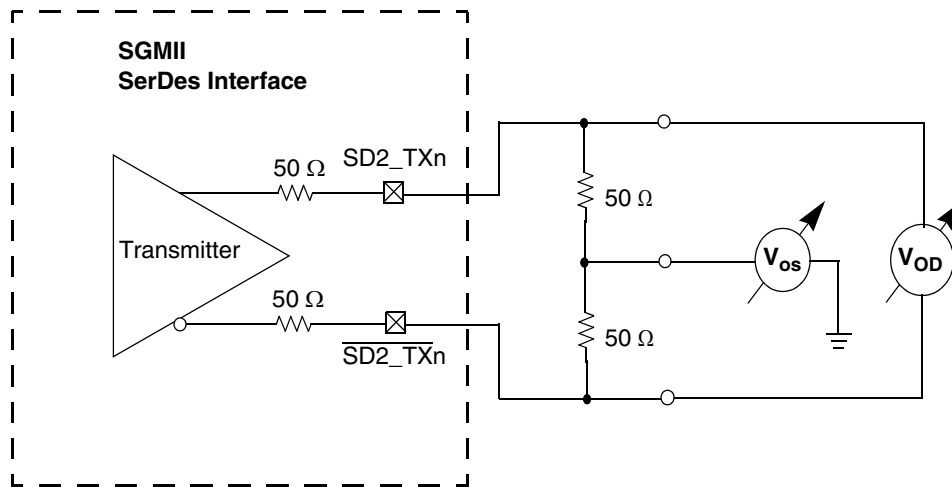 SGMII
SerDes Interface
50 Ω
SD2_TXn
Transmitter
50 Ω
SD2_TXn
50 Ω
50 Ω
Vos
VOD